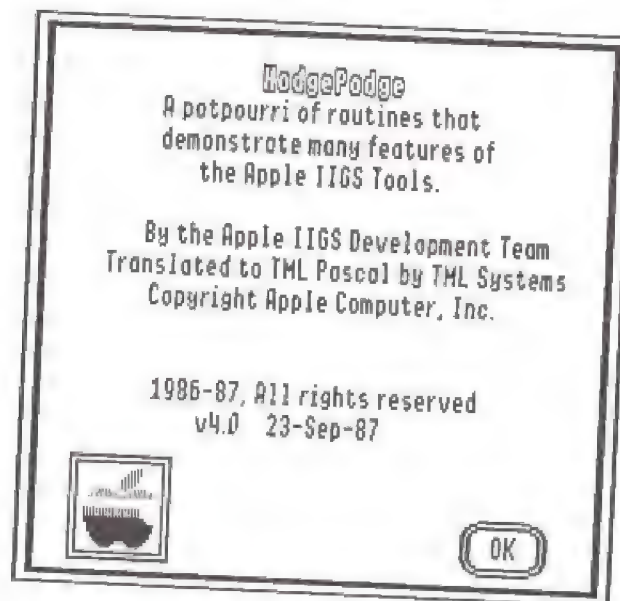 HodgePodge
A potpourri of routines that
demonstrate many features of
the Apple IIGS Tools.
By the Apple IIGS Development Team
Translated to TML Pascal by TML Systems
Copyright Apple Computer, Inc.
1986-87, All rights reserved
v4.0 23-Sep-87
OK